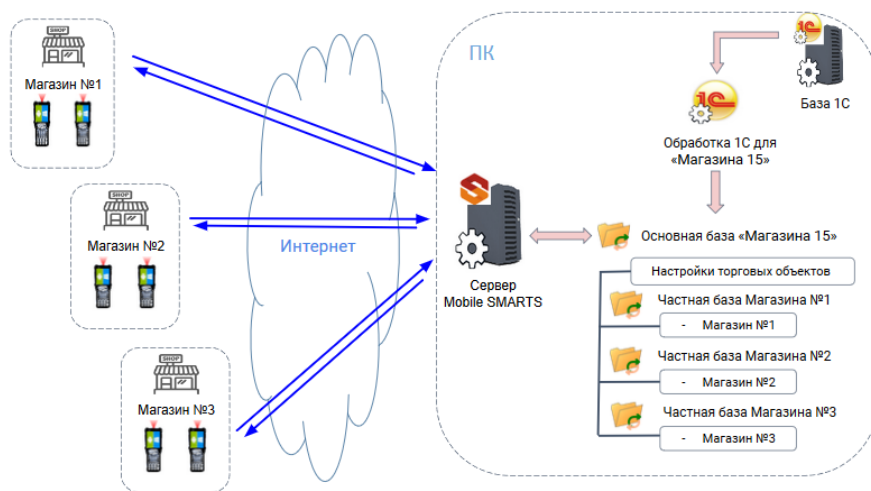 SHOP
Магазин №1
SHOP
Магазин №2
SHOP
Магазин №3
Интернет
ПК
1С
База 1С
1С
Обработка 1С для
«Магазина 15»
S
Сервер
Mobile SMARTS
Основная база «Магазина 15»
Настройки торговых объектов
Частная база Магазина №1
- Магазин №1
Частная база Магазина №2
- Магазин №2
Частная база Магазина №3
- Магазин №3